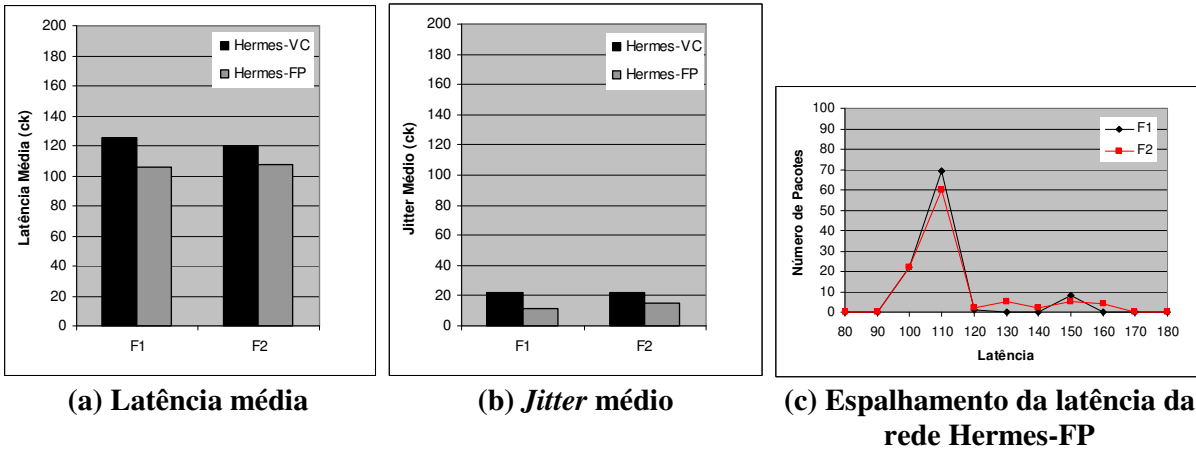 200
180
160
140
120
100
80
60
40
20
0
Latência Média (ck)
Hermes-VC
Hermes-FP
F1 F2
(a) Latência média
200
180
160
140
120
100
80
60
40
20
0
Jitter Médio (ck)
Hermes-VC
Hermes-FP
F1 F2
(b) Jitter médio
100
90
80
70
60
50
40
30
20
10
0
Número de Pacotes
F1
F2
80 90 100 110 120 130 140 150 160 170 180
Latência
(c) Espalhamento da latência da
rede Hermes-FP